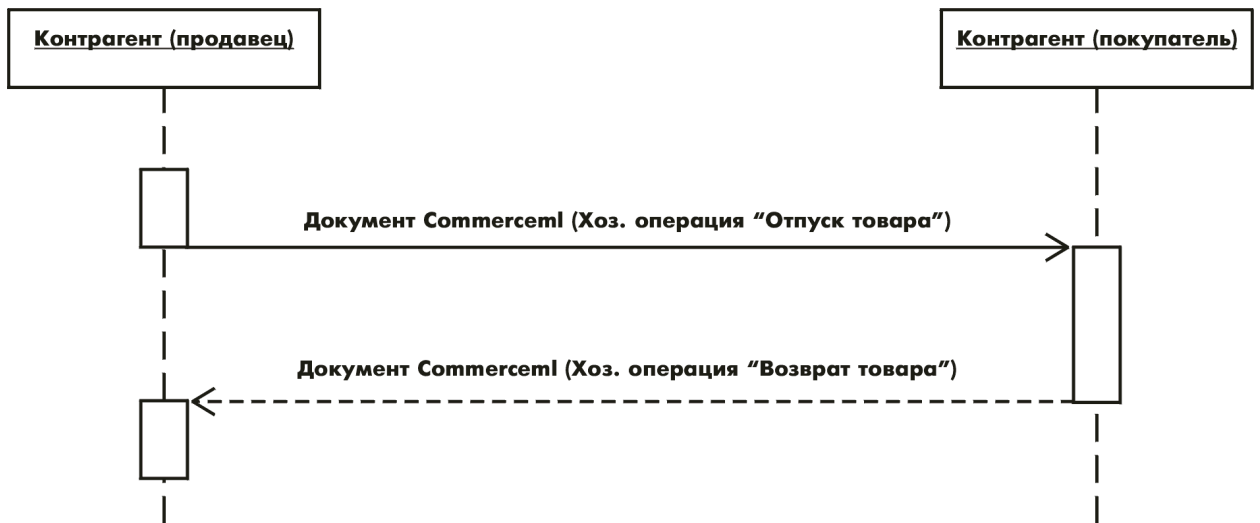 Контрагент (продавец)
Контрагент (покупатель)
Документ Commerceml (Хоз. операция “Отпуск товара”)
Документ Commerceml (Хоз. операция “Возврат товара”)